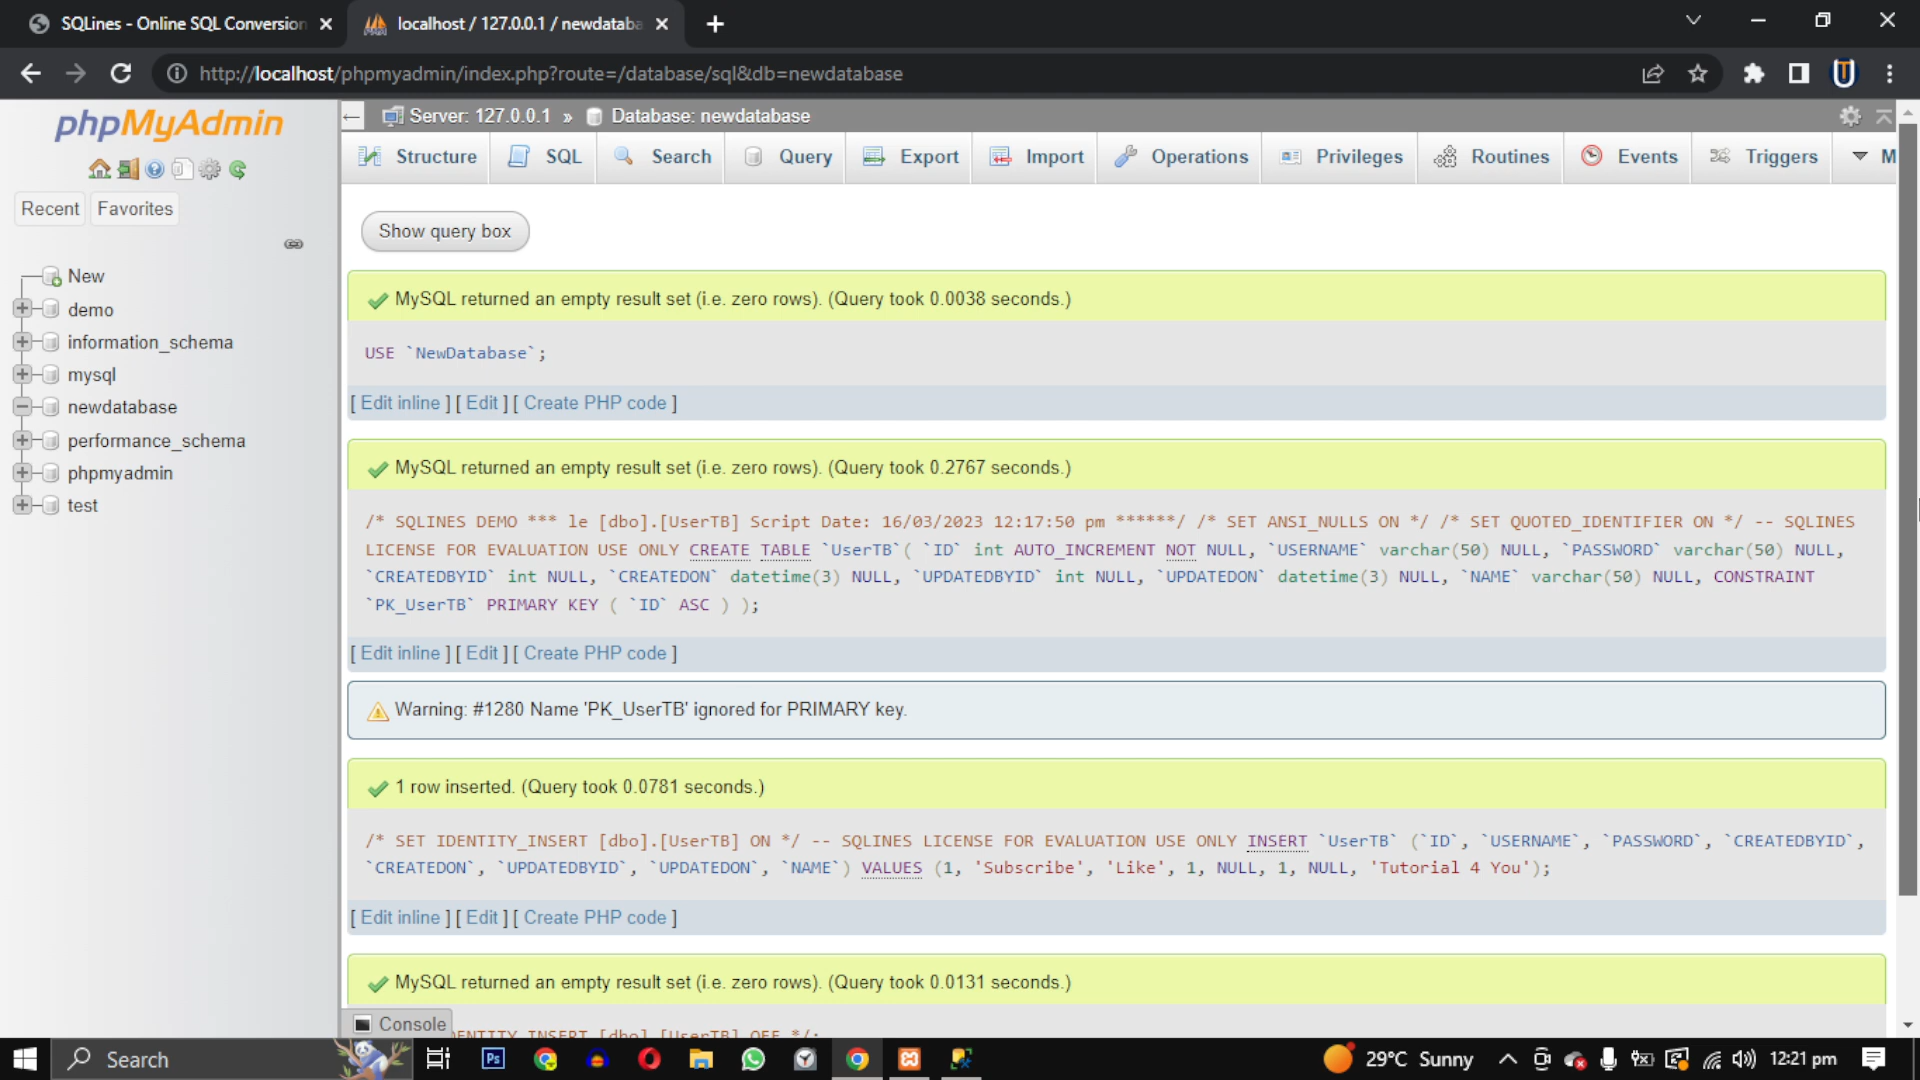 SQLines - Online SQL Conversion
localhost / 127.0.0.1 / newdataba
http://localhost/phpmyadmin/index.php?route=/database/sql&db=newdatabase
phpMyAdmin
Server: 127.0.0.1 » Database: newdatabase
Structure SQL Search Query Export Import Operations Privileges Routines Events Triggers M
Recent Favorites
New
demo
information_schema
mysql
newdatabase
performance_schema
phpmyadmin
test
Show query box
MySQL returned an empty result set (i.e. zero rows). (Query took 0.0038 seconds.)
USE `NewDatabase`;
[ Edit inline ] [ Edit ] [ Create PHP code ]
MySQL returned an empty result set (i.e. zero rows). (Query took 0.2767 seconds.)
/* SQLINES DEMO *** le [dbo].[UserTB] Script Date: 16/03/2023 12:17:50 pm ******/ /* SET ANSI_NULLS ON */ /* SET QUOTED_IDENTIFIER ON */ -- SQLINES
LICENSE FOR EVALUATION USE ONLY CREATE TABLE `UserTB`( `ID` int AUTO_INCREMENT NOT NULL, `USERNAME` varchar(50) NULL, `PASSWORD` varchar(50) NULL,
`CREATEDBYID` int NULL, `CREATEDON` datetime(3) NULL, `UPDATEDBYID` int NULL, `UPDATEDON` datetime(3) NULL, `NAME` varchar(50) NULL, CONSTRAINT
`PK_UserTB` PRIMARY KEY ( `ID` ASC ) );
[ Edit inline ] [ Edit ] [ Create PHP code ]
Warning: #1280 Name 'PK_UserTB' ignored for PRIMARY key.
1 row inserted. (Query took 0.0781 seconds.)
/* SET IDENTITY_INSERT [dbo].[UserTB] ON */ -- SQLINES LICENSE FOR EVALUATION USE ONLY INSERT `UserTB` (`ID`, `USERNAME`, `PASSWORD`, `CREATEDBYID`,
`CREATEDON`, `UPDATEDBYID`, `UPDATEDON`, `NAME`) VALUES (1, 'Subscribe', 'Like', 1, NULL, 1, NULL, 'Tutorial 4 You');
[ Edit inline ] [ Edit ] [ Create PHP code ]
MySQL returned an empty result set (i.e. zero rows). (Query took 0.0131 seconds.)
Console
[dbo].[UserTB] OFF */;
Search
Ps
29°C Sunny
12:21 pm